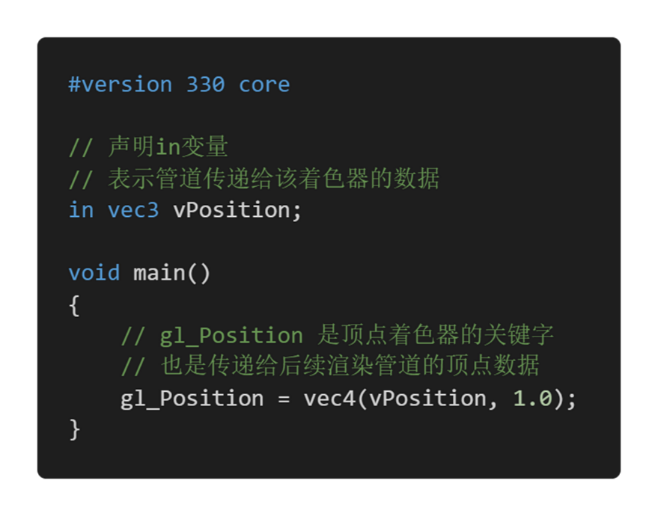 #version 330 core
// 声明in变量
// 表示管道传递给该着色器的数据
in vec3 vPosition;
void main()
{
// gl_Position 是顶点着色器的关键字
// 也是传递给后续渲染管道的顶点数据
gl_Position = vec4(vPosition, 1.0);
}